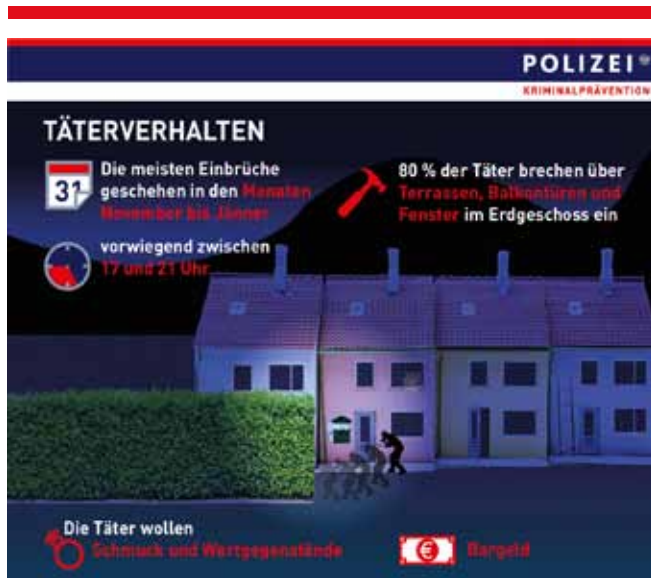 POLIZEI
KRIMINALPRÄVENTION
TÄTERVERHALTEN
31
Die meisten Einbrüche
geschehen in den Monaten
November bis Jänner
vorwiegend zwischen
17 und 21 Uhr
80 % der Täter brechen über
Terrassen, Balkontüren und
Fenster im Erdgeschoss ein
Die Täter wollen
Schmuck und Wertgegenstände
€
Bargeld